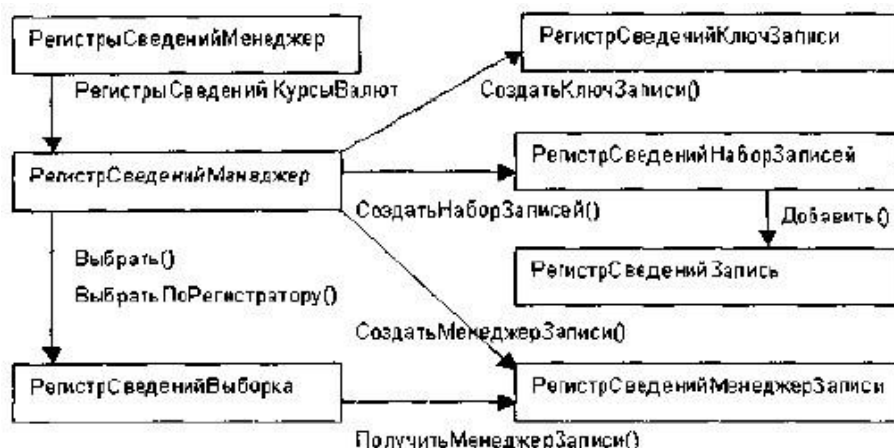 РегистрыСведенийМенеджер
РегистрСведенийКлючЗаписи
РегистрыСведений КурсыВалют
СоздатьКлючЗаписи()
РегистрСведенийМенеджер
РегистрСведенийНаборЗаписей
СоздатьНаборЗаписей()
Добавить()
Выбрать()
ВыбратьПоРегистратору()
РегистрСведенийЗапись
СоздатьМенеджерЗаписи()
РегистрСведенийВыборка
РегистрСведенийМенеджерЗаписи
ПолучитьМенеджерЗаписи()